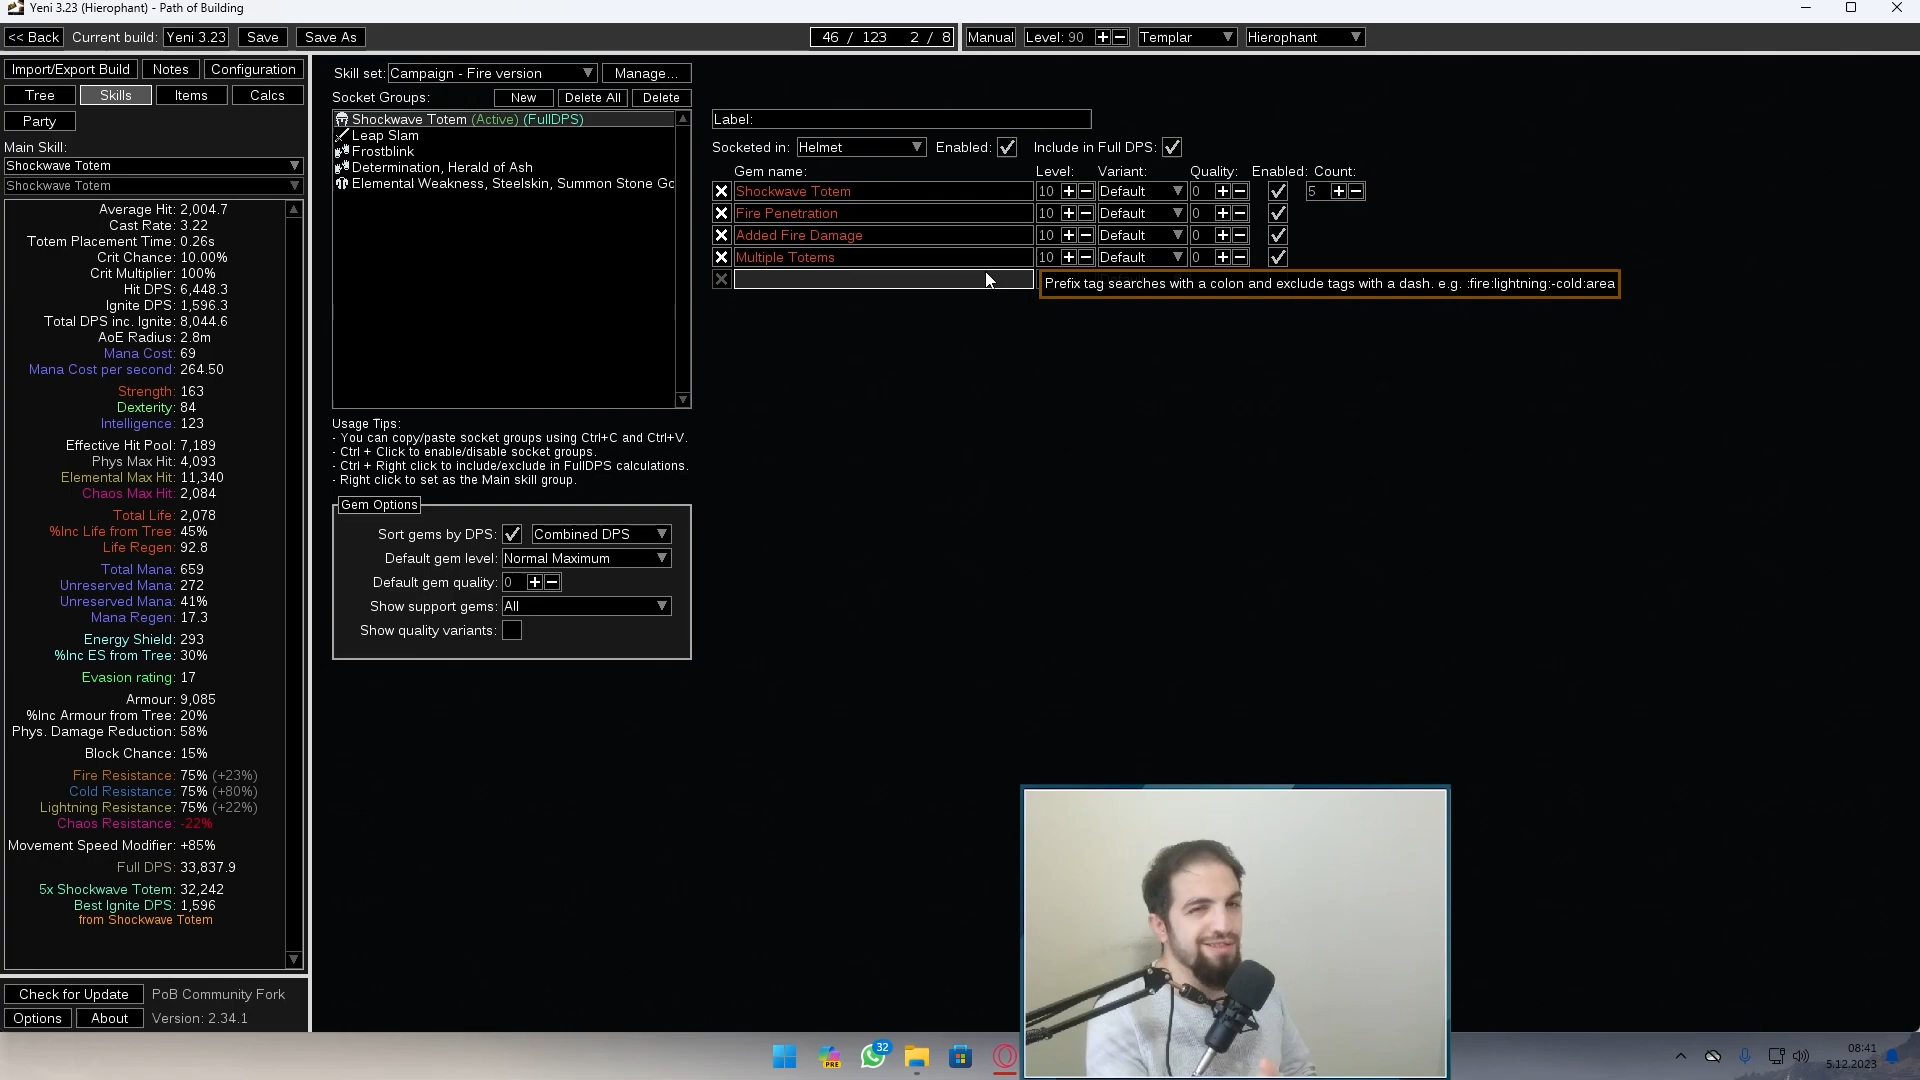 Yeni 3.23 (Hierophant) - Path of Building
<< Back Current build: Yeni 3.23 Save Save As 46 / 123 2 / 8 Manual Level: 90 Templar Hierophant
Import/Export Build Notes Configuration
Tree Skills Items Calcs
Party
Main Skill:
Shockwave Totem
Shockwave Totem
Average Hit: 2,004.7
Cast Rate: 3.22
Totem Placement Time: 0.26s
Crit Chance: 10.00%
Crit Multiplier: 100%
Hit DPS: 6,448.3
Ignite DPS: 1,596.3
Total DPS inc. Ignite: 8,044.6
AoE Radius: 2.8m
Mana Cost: 69
Mana Cost per second: 264.50
Strength: 163
Dexterity: 84
Intelligence: 123
Effective Hit Pool: 7,189
Phys Max Hit: 4,093
Elemental Max Hit: 11,340
Chaos Max Hit: 2,084
Total Life: 2,078
%Inc Life from Tree: 45%
Life Regen: 92.8
Total Mana: 659
Unreserved Mana: 272
Unreserved Mana: 41%
Mana Regen: 17.3
Energy Shield: 293
%Inc ES from Tree: 30%
Evasion rating: 17
Armour: 9,085
%Inc Armour from Tree: 20%
Phys. Damage Reduction: 58%
Block Chance: 15%
Fire Resistance: 75% (+23%)
Cold Resistance: 75% (+80%)
Lightning Resistance: 75% (+22%)
Chaos Resistance: -22%
Movement Speed Modifier: +85%
Full DPS: 33,837.9
5x Shockwave Totem: 32,242
Best Ignite DPS: 1,596
from Shockwave Totem
Check for Update PoB Community Fork
Options About Version: 2.34.1
Skill set: Campaign - Fire version Manage...
Socket Groups: New Delete All Delete
Shockwave Totem (Active) (FullDPS)
Leap Slam
Frostblink
Determination, Herald of Ash
Elemental Weakness, Steelskin, Summon Stone Gc
Usage Tips:
- You can copy/paste socket groups using Ctrl+C and Ctrl+V.
- Ctrl + Click to enable/disable socket groups.
- Ctrl + Right click to include/exclude in FullDPS calculations.
- Right click to set as the Main skill group.
Gem Options
Sort gems by DPS: Combined DPS
Default gem level: Normal Maximum
Default gem quality: 0
Show support gems: All
Show quality variants:
Label:
Socketed in: Helmet Enabled: Include in Full DPS:
Gem name: Level: Variant: Quality: Enabled: Count:
Shockwave Totem 10 Default 0 5
Fire Penetration 10 Default 0
Added Fire Damage 10 Default 0
Multiple Totems 10 Default 0
Prefix tag searches with a colon and exclude tags with a dash. e.g. :fire:lightning:-cold:area
PRE
32
08:41
5.12.2023